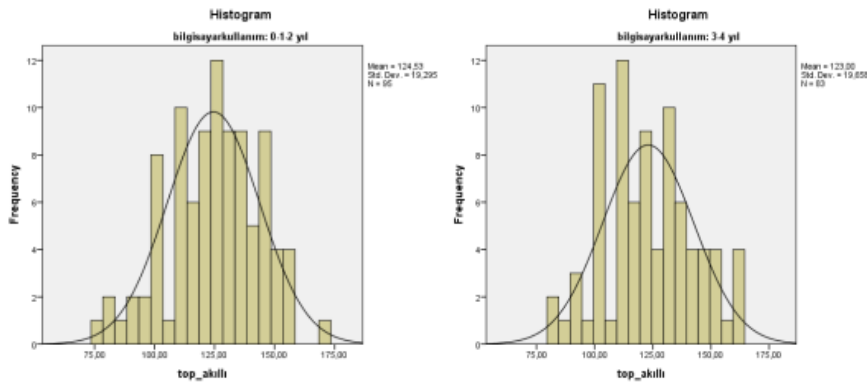 Histogram
bilgisayarkullanım: 0-1-2 yıl
Mean = 124,53
Std. Dev. = 19,295
N = 95
Frequency
12
10
8
6
4
2
0
75,00 100,00 125,00 150,00 175,00
top_akıllı
Histogram
bilgisayarkullanım: 3-4 yıl
Mean = 123,00
Std. Dev. = 19,658
N = 83
Frequency
12
10
8
6
4
2
0
75,00 100,00 125,00 150,00 175,00
top_akıllı